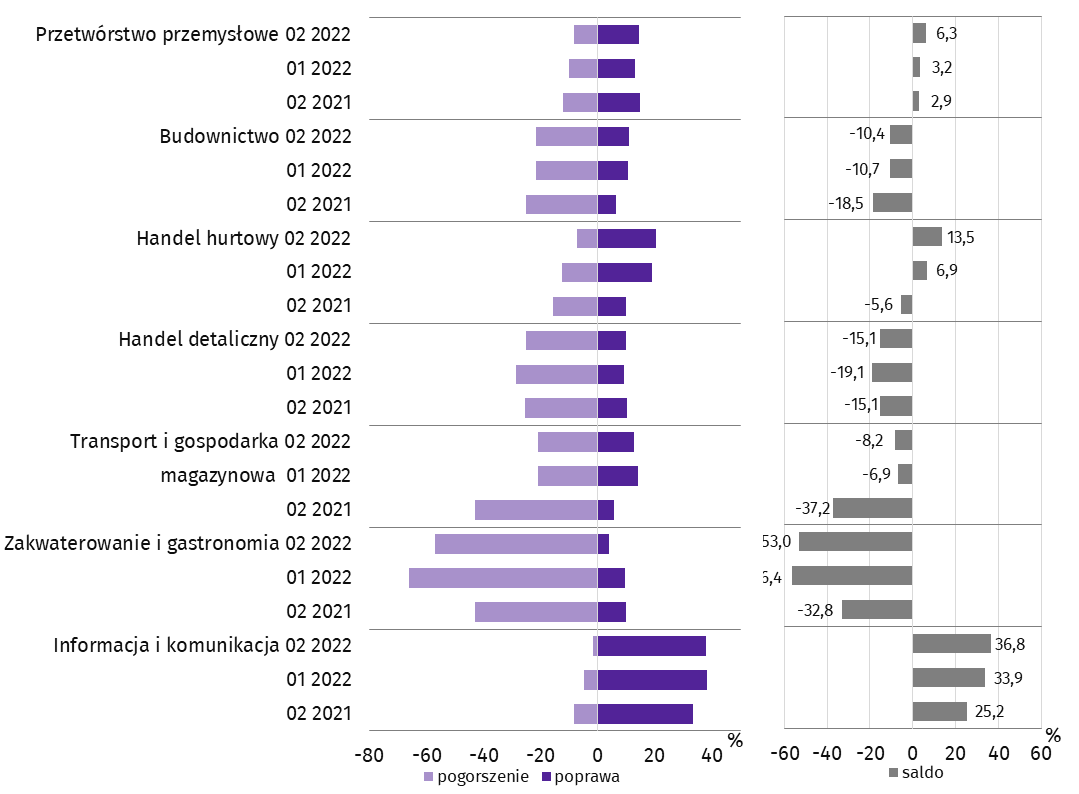 Przetwórstwo przemysłowe 02 2022 6,3
01 2022 3,2
02 2021 2,9
Budownictwo 02 2022 -10,4
01 2022 -10,7
02 2021 -18,5
Handel hurtowy 02 2022 13,5
01 2022 6,9
02 2021 -5,6
Handel detaliczny 02 2022 -15,1
01 2022 -19,1
02 2021 -15,1
Transport i gospodarka 02 2022 -8,2
magazynowa 01 2022 -6,9
02 2021 -37,2
Zakwaterowanie i gastronomia 02 2022 53,0
01 2022 6,4
02 2021 -32,8
Informacja i komunikacja 02 2022 36,8
01 2022 33,9
02 2021 25,2
% %
-80 -60 -40 -20 0 20 40 -60 -40 -20 0 20 40 60
pogorszenie poprawa saldo